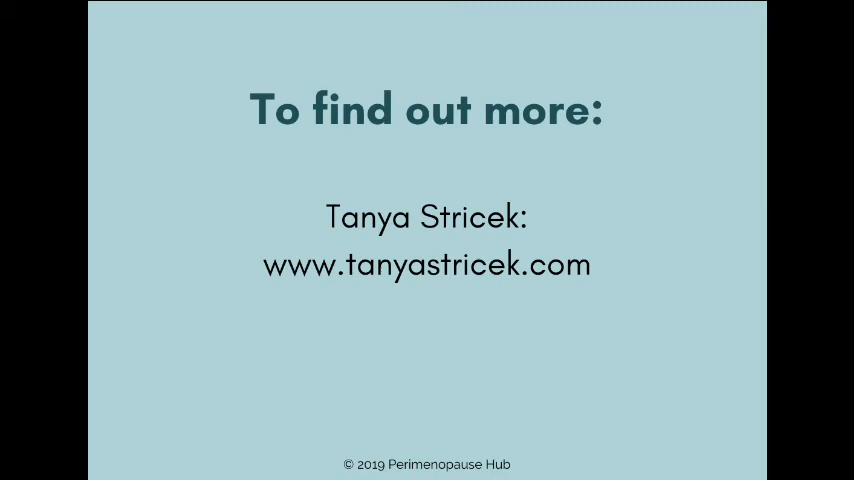 To find out more:
Tanya Stricek:
www.tanyastricek.com
© 2019 Perimenopause Hub